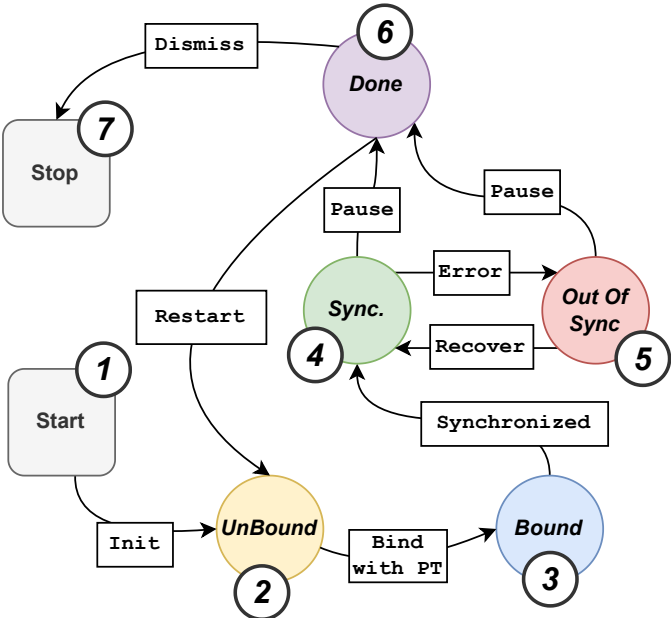 6
Dismiss
Done
7
Stop
Pause
Pause
Error
Restart
Sync.
Out Of
Sync
4
Recover
5
1
Start
Synchronized
Init
UnBound
Bind
with PT
Bound
2
3